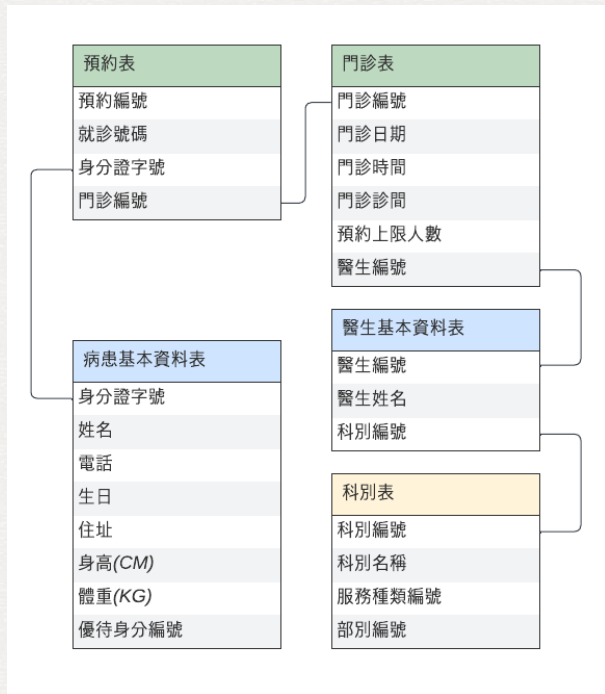 預約表
預約編號
就診號碼
身分證字號
門診編號
門診表
門診編號
門診日期
門診時間
門診診間
預約上限人數
醫生編號
病患基本資料表
身分證字號
姓名
電話
生日
住址
身高(CM)
體重(KG)
優待身分編號
醫生基本資料表
醫生編號
醫生姓名
科別編號
科別表
科別編號
科別名稱
服務種類編號
部別編號